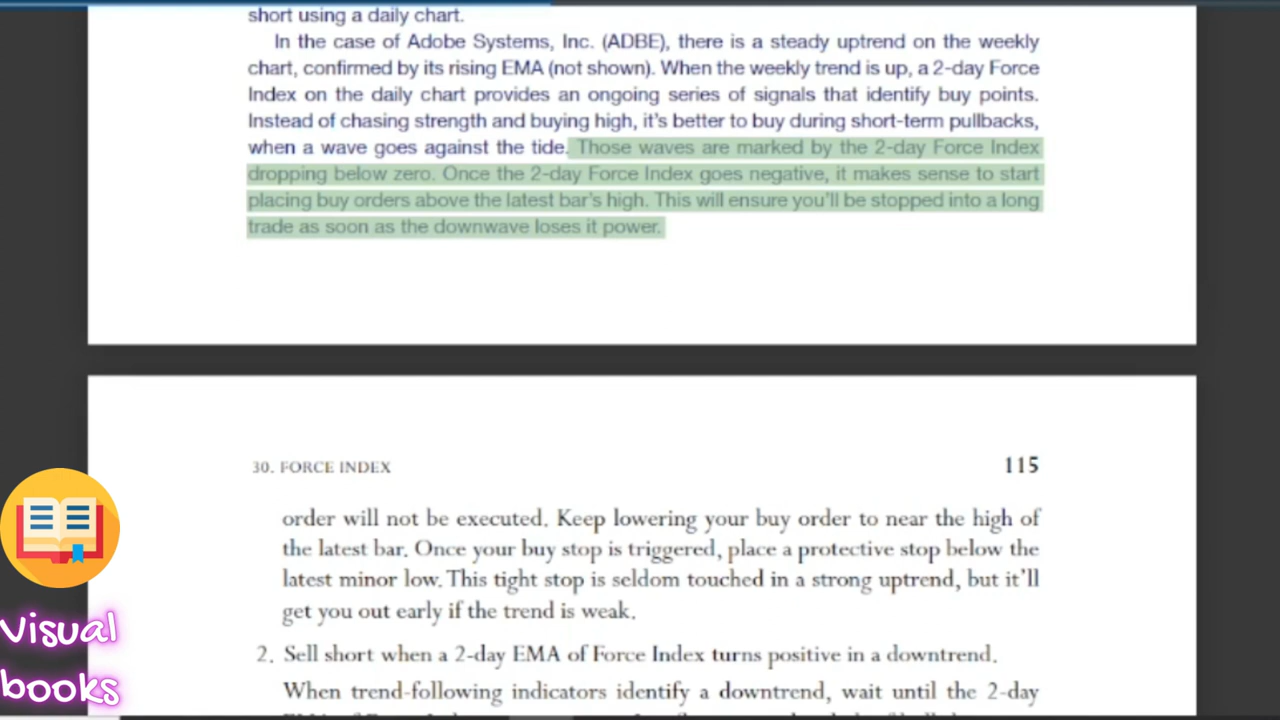 short using a daily chart.
In the case of Adobe Systems, Inc. (ADBE), there is a steady uptrend on the weekly
chart, confirmed by its rising EMA (not shown). When the weekly trend is up, a 2-day Force
Index on the daily chart provides an ongoing series of signals that identify buy points.
Instead of chasing strength and buying high, it's better to buy during short-term pullbacks,
when a wave goes against the tide. Those waves are marked by the 2-day Force Index
dropping below zero. Once the 2-day Force Index goes negative, it makes sense to start
placing buy orders above the latest bar's high. This will ensure you'll be stopped into a long
trade as soon as the downwave loses it power.
30. FORCE INDEX 115
order will not be executed. Keep lowering your buy order to near the high of
the latest bar. Once your buy stop is triggered, place a protective stop below the
latest minor low. This tight stop is seldom touched in a strong uptrend, but it'll
get you out early if the trend is weak.
2. Sell short when a 2-day EMA of Force Index turns positive in a downtrend.
When trend-following indicators identify a downtrend, wait until the 2-day
Visual
books